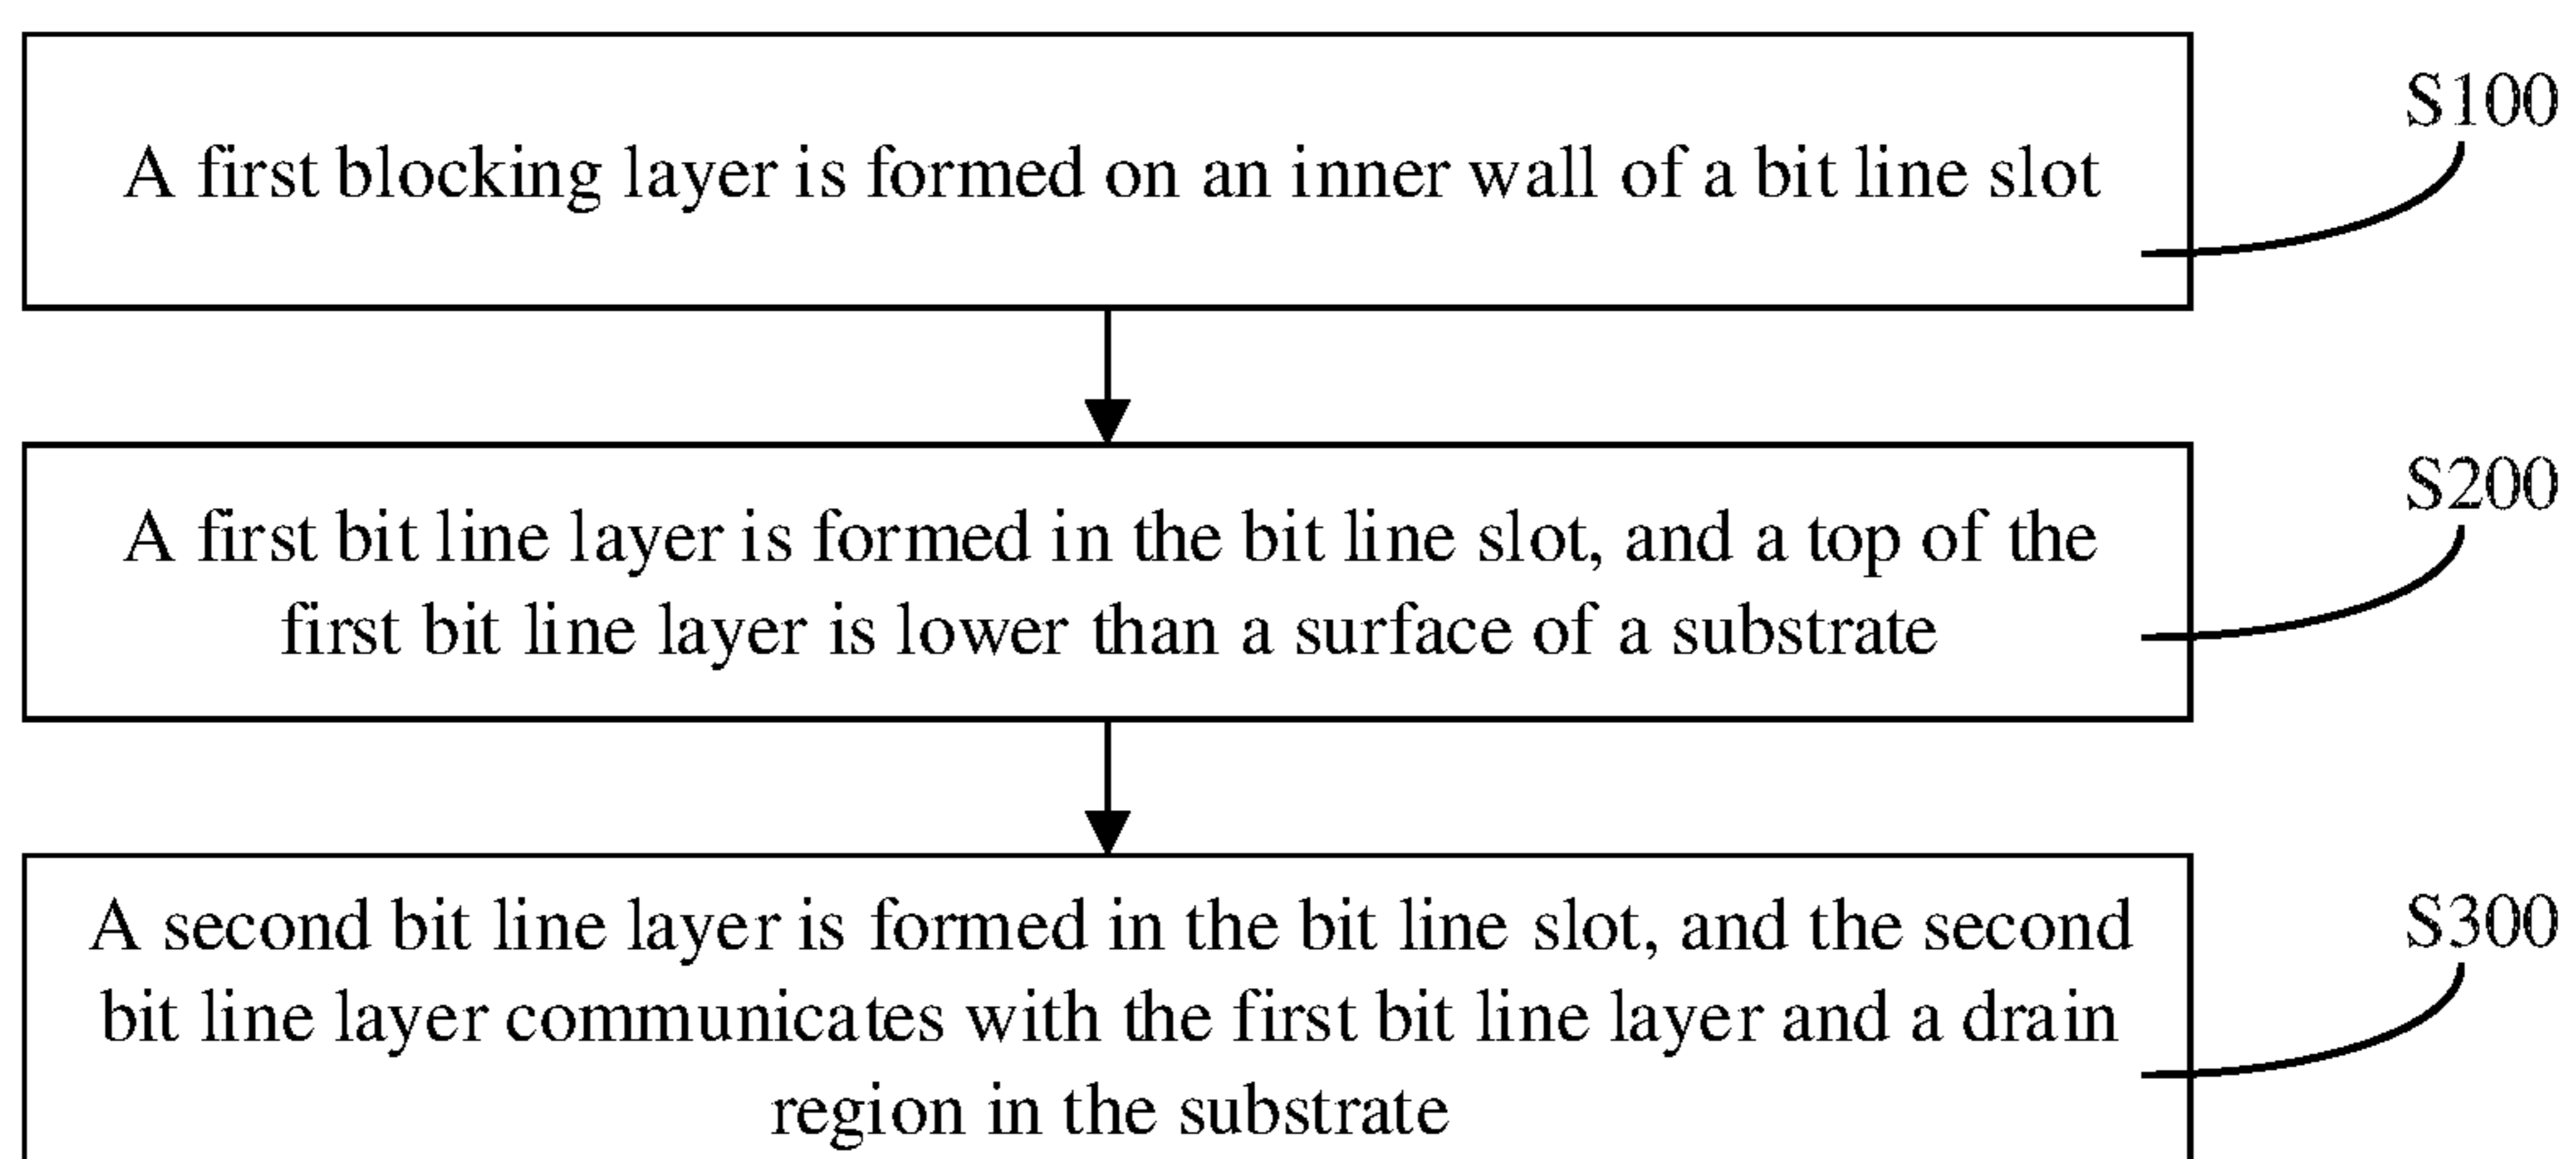 A first blocking layer is formed on an inner wall of a bit line slot
S100
A first bit line layer is formed in the bit line slot, and a top of the
first bit line layer is lower than a surface of a substrate
S200
A second bit line layer is formed in the bit line slot, and the second
bit line layer communicates with the first bit line layer and a drain
region in the substrate
S300